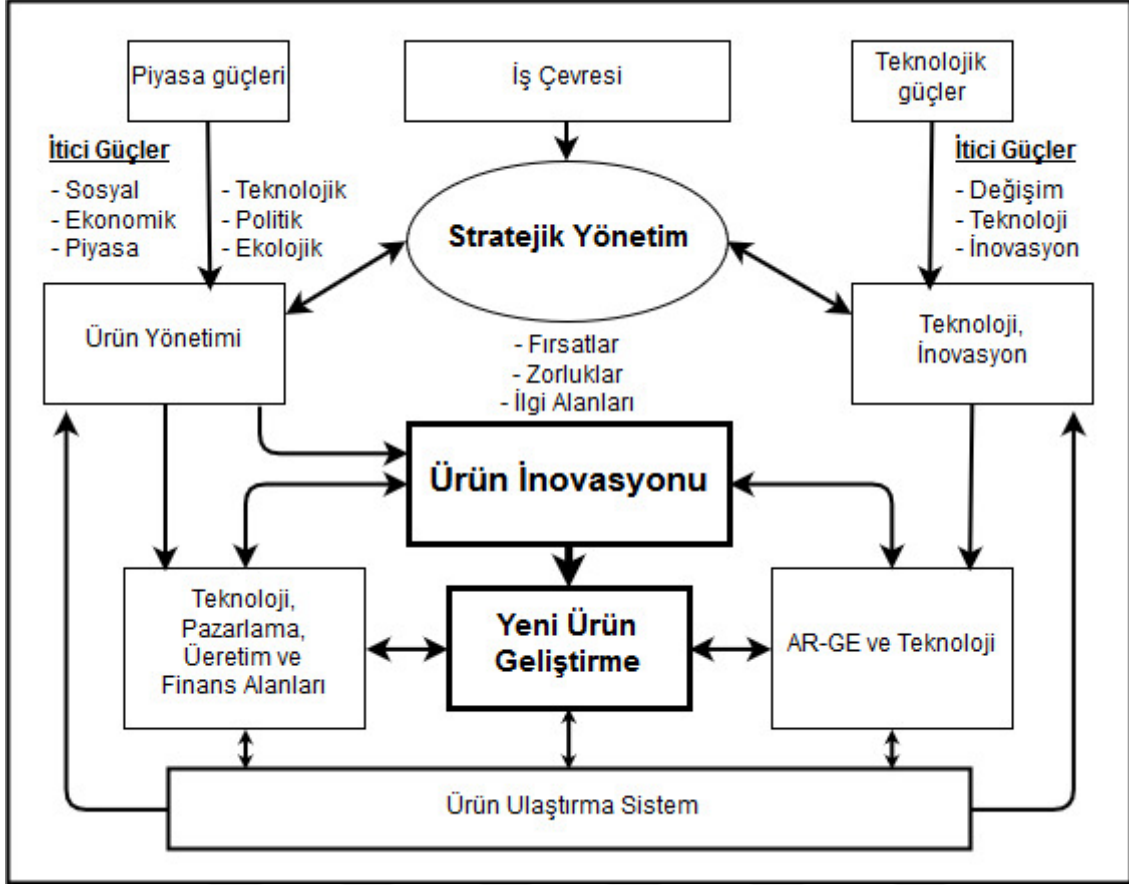 Piyasa güçleri
İş Çevresi
Teknolojik
güçler
İtici Güçler
- Sosyal
- Ekonomik
- Piyasa
- Teknolojik
- Politik
- Ekolojik
İtici Güçler
- Değişim
- Teknoloji
- İnovasyon
Stratejik Yönetim
Ürün Yönetimi
Teknoloji,
İnovasyon
- Fırsatlar
- Zorluklar
- İlgi Alanları
Ürün İnovasyonu
Teknoloji,
Pazarlama,
Üeretim ve
Finans Alanları
Yeni Ürün
Geliştirme
AR-GE ve Teknoloji
Ürün Ulaştırma Sistem